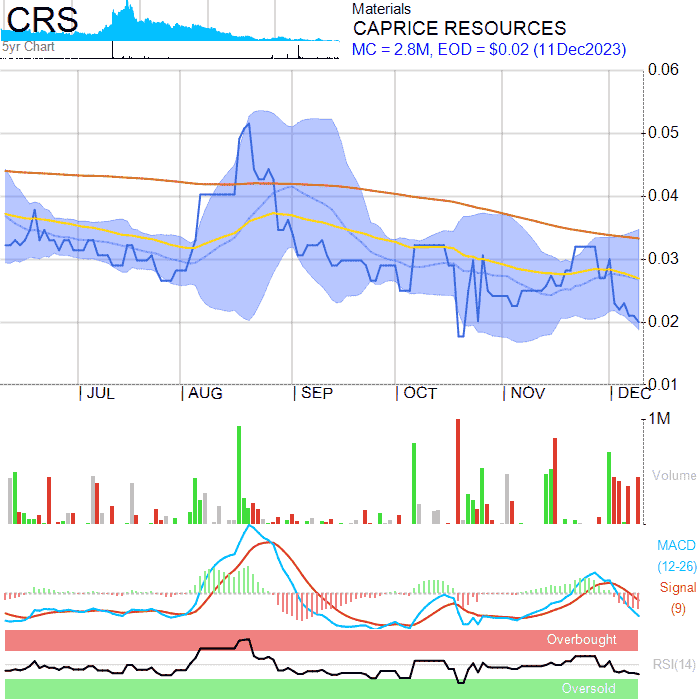 CRS
5yr Chart
Materials
CAPRICE RESOURCES
MC = 2.8M, EOD = $0.02 (11Dec2023)
0.06
0.05
0.04
0.03
0.02
0.01
JUL AUG SEP OCT NOV DEC
1M
Volume
MACD
(12-26)
Signal
(9)
Overbought
RSI(14)
Oversold